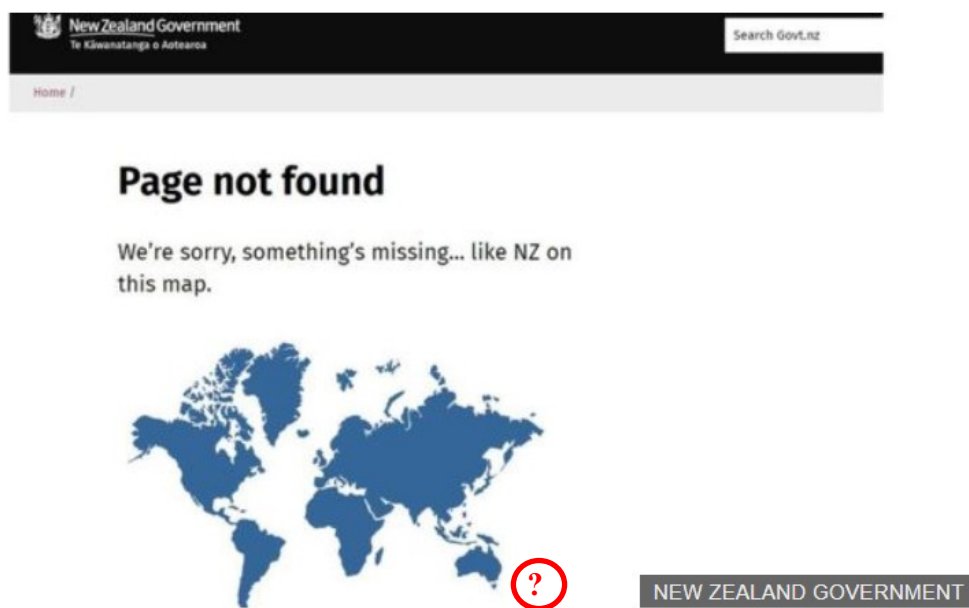 New Zealand Government
Te Kāwanatanga o Aotearoa
Search Govt.nz
Home /
Page not found
We're sorry, something's missing... like NZ on
this map.
?
NEW ZEALAND GOVERNMENT